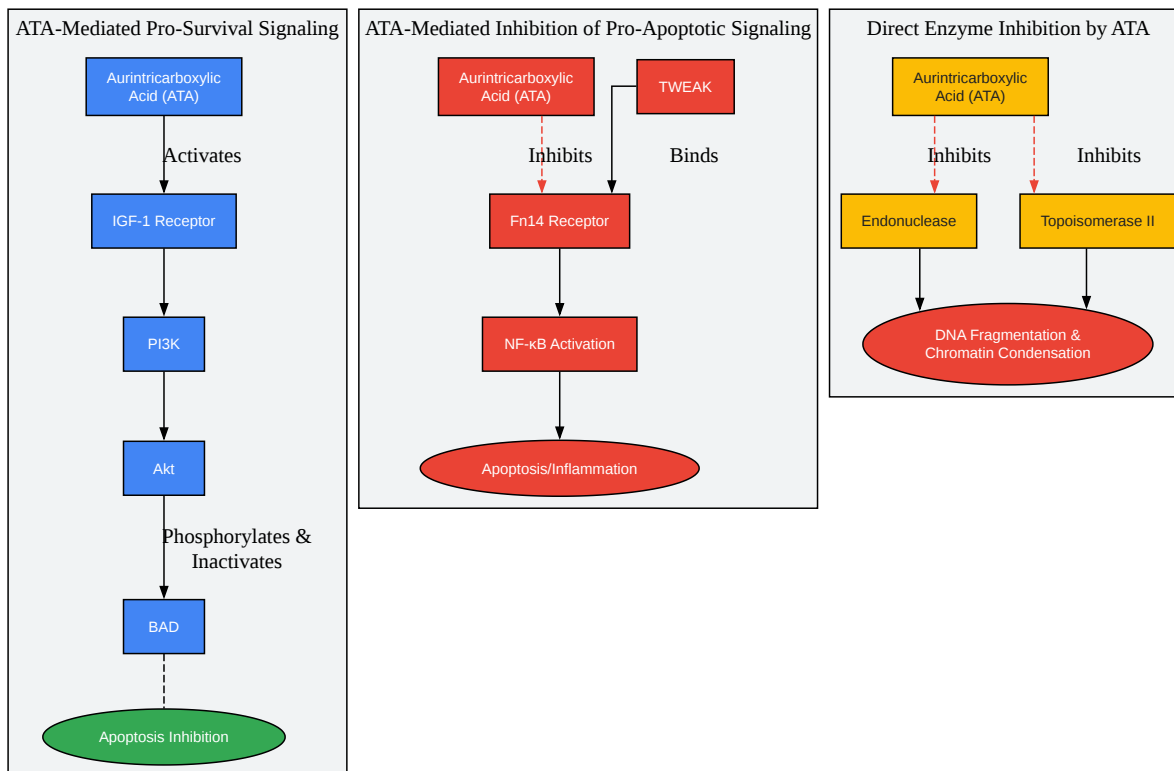 ATA-Mediated Pro-Survival Signaling
Aurintricarboxylic
Acid (ATA)
Activates
IGF-1 Receptor
PI3K
Akt
Phosphorylates &
Inactivates
BAD
Apoptosis Inhibition
ATA-Mediated Inhibition of Pro-Apoptotic Signaling
Aurintricarboxylic
Acid (ATA)
TWEAK
Inhibits
Binds
Fn14 Receptor
NF-κB Activation
Apoptosis/Inflammation
Direct Enzyme Inhibition by ATA
Aurintricarboxylic
Acid (ATA)
Inhibits
Inhibits
Endonuclease
Topoisomerase II
DNA Fragmentation &
Chromatin Condensation